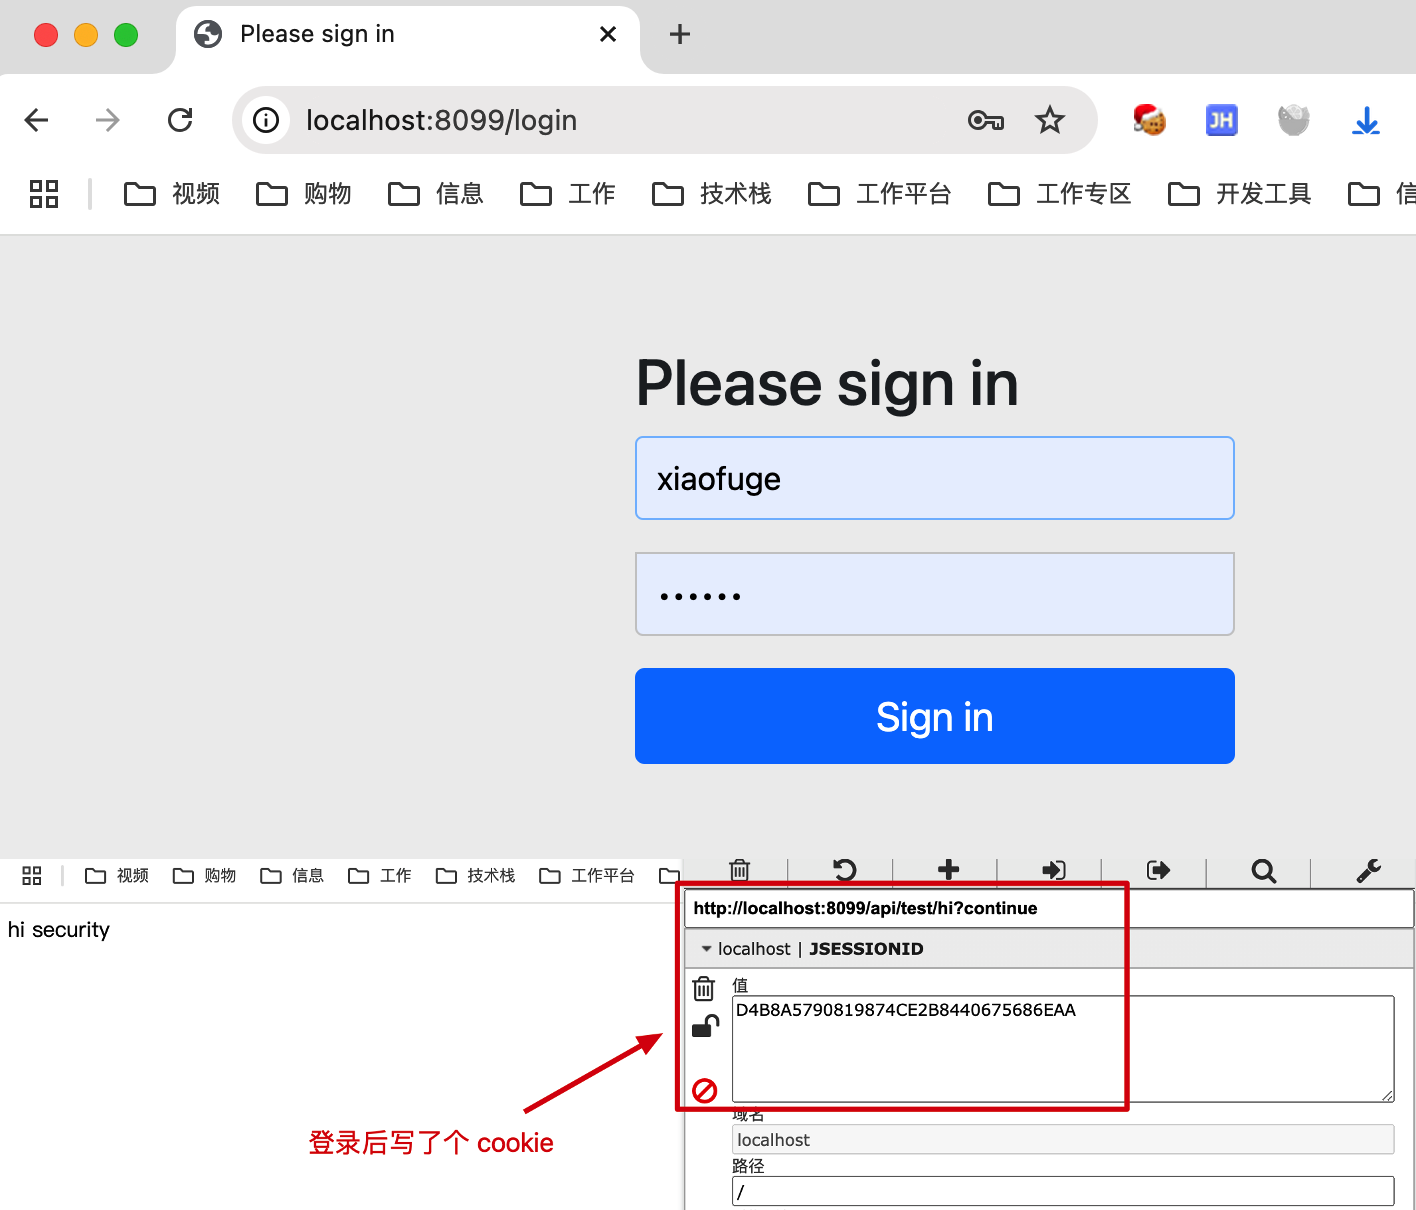 Please sign in
localhost:8099/login
JH
视频 购物 信息 工作 技术栈 工作平台 工作专区 开发工具 信
Please sign in
xiaofuge
••••••
Sign in
视频 购物 信息 工作 技术栈 工作平台
http://localhost:8099/api/test/hi?continue
hi security
localhost | JSESSIONID
值
D4B8A5790819874CE2B8440675686EAA
登录后写了个 cookie
域名
localhost
路径
/